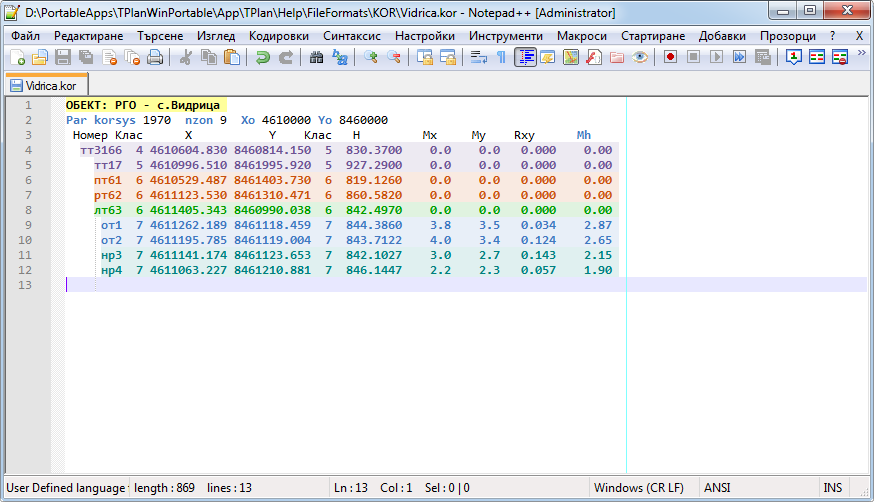 D:\PortableApps\TPlanWinPortable\App\TPlan\Help\FileFormats\KOR\Vidrica.kor - Notepad++ [Administrator]
Файл Редактиране Търсене Изглед Кодировки Синтаксис Настройки Инструменти Макроси Стартиране Добавки Прозорци ? X
Vidrica.kor
1 ОБЕКТ: РГО - с.Видрица
2 Par korsys 1970 nzon 9 Xo 4610000 Yo 8460000
3 Номер Клас X Y Клас H Mx My Rxy Mh
4 тт3166 4 4610604.830 8460814.150 5 830.3700 0.0 0.0 0.000 0.00
5 тт17 5 4610996.510 8461995.920 5 927.2900 0.0 0.0 0.000 0.00
6 пт61 6 4610529.487 8461403.730 6 819.1260 0.0 0.0 0.000 0.00
7 рт62 6 4611123.530 8461310.471 6 860.5820 0.0 0.0 0.000 0.00
8 лт63 6 4611405.343 8460990.038 6 842.4970 0.0 0.0 0.000 0.00
9 от1 7 4611262.189 8461118.459 7 844.3860 3.8 3.5 0.034 2.87
10 от2 7 4611195.785 8461119.004 7 843.7122 4.0 3.4 0.124 2.65
11 нр3 7 4611141.174 8461123.653 7 842.1027 3.0 2.7 0.143 2.15
12 нр4 7 4611063.227 8461210.881 7 846.1447 2.2 2.3 0.057 1.90
13
User Defined language length : 869 lines : 13 Ln : 13 Col : 1 Sel : 0 | 0 Windows (CR LF) ANSI INS